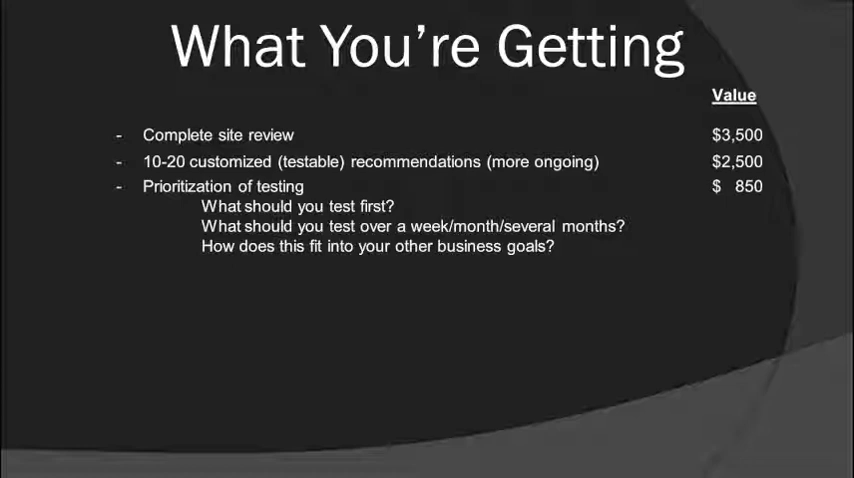 What You're Getting
Value
- Complete site review $3,500
- 10-20 customized (testable) recommendations (more ongoing) $2,500
- Prioritization of testing $ 850
What should you test first?
What should you test over a week/month/several months?
How does this fit into your other business goals?